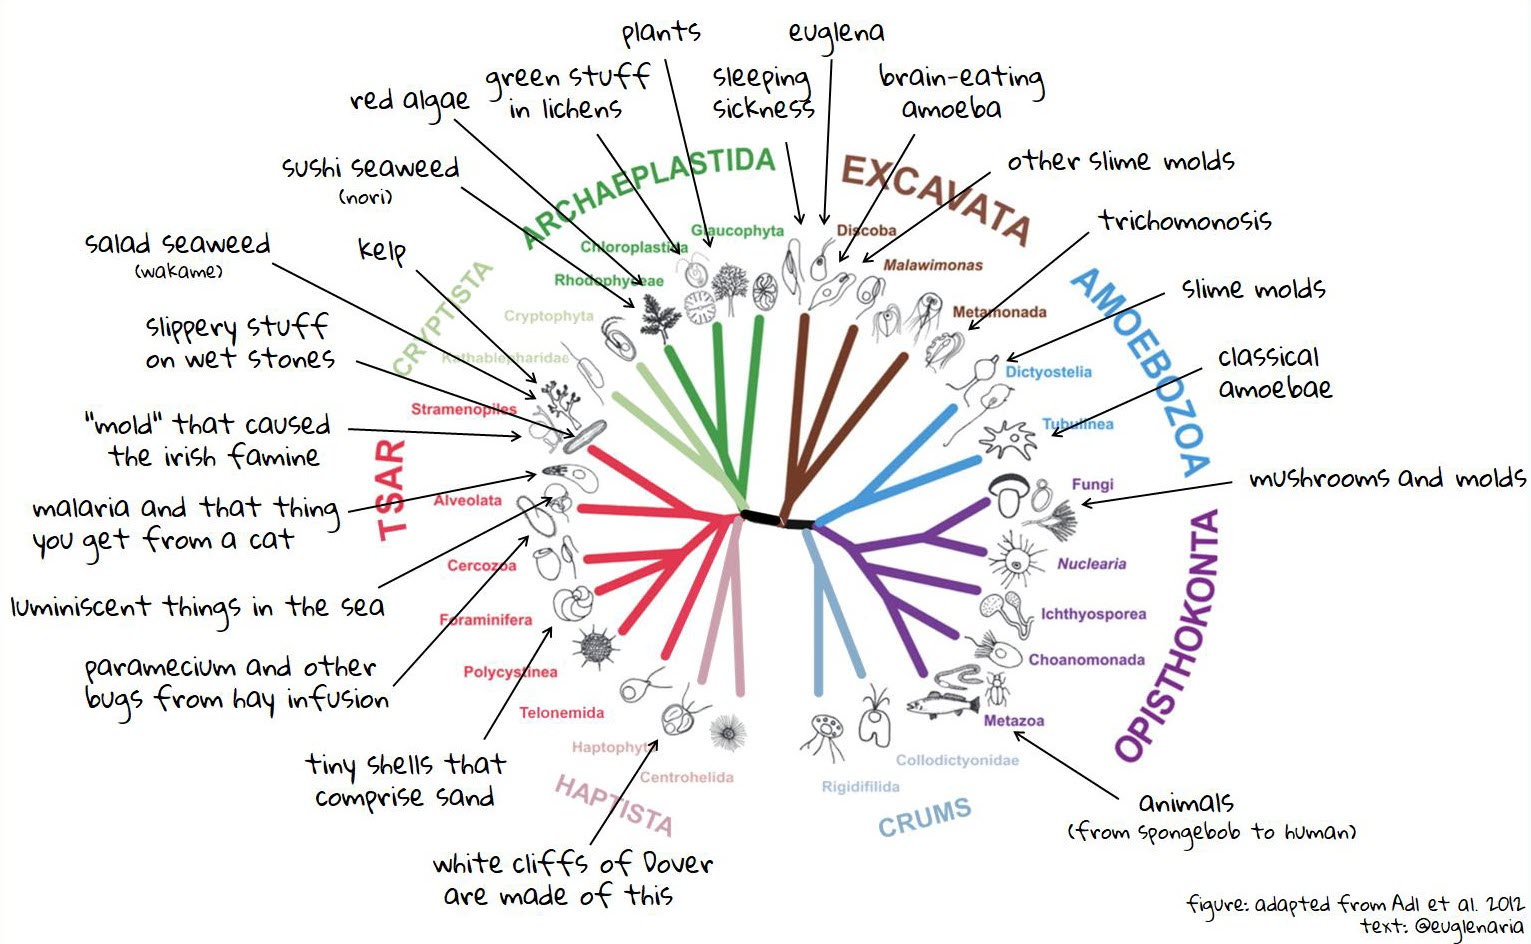 plants
euglena
green stuff
in lichens
sleeping
sickness
brain-eating
amoeba
red algae
other slime molds
sushi seaweed
(nori)
trichomonosis
salad seaweed
(wakame)
kelp
slime molds
slippery stuff
on wet stones
classical
amoebae
"mold" that caused
the irish famine
mushrooms and molds
malaria and that thing
you get from a cat
luminiscent things in the sea
paramecium and other
bugs from hay infusion
tiny shells that
comprise sand
white cliffs of Dover
are made of this
animals
(from spongebob to human)
ARCHAEPLASTIDA
Glaucophyta
Chloroplastida
Rhodophyceae
CRYPTISTA
Cryptophyta
Kathablepharidae
TSAR
Stramenopiles
Alveolata
Cercozoa
Foraminifera
Polycystinea
Telonemida
HAPTISTA
Haptophyta
Centrohelida
CRUMS
Rigidifilida
Collodictyonidae
OPISTHOKONTA
Metazoa
Choanomonada
Ichthyosporea
Nuclearia
Fungi
AMOEBOZOA
Tubulinea
Dictyostelia
EXCAVATA
Metamonada
Malawimonas
Discoba
figure: adapted from Adl et al. 2012
text: @euglenaria